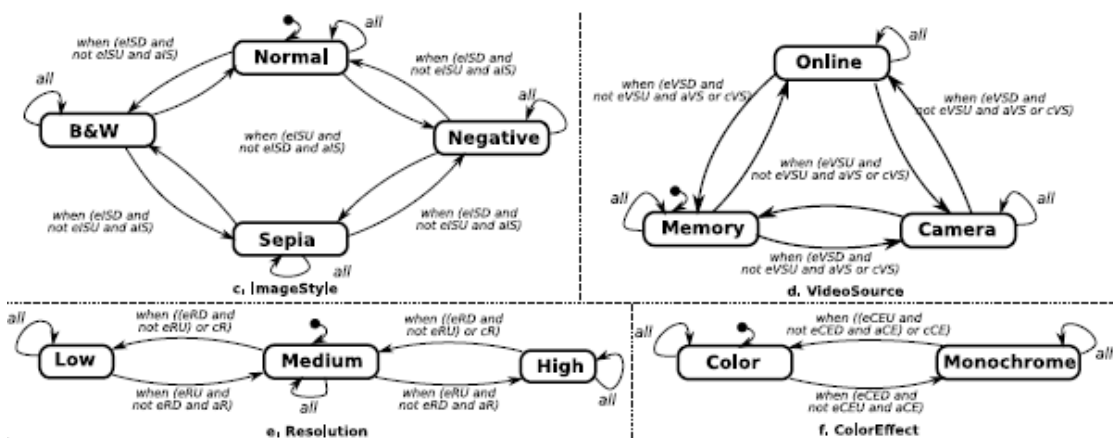 all
Normal
when (eISD and
not eISU and aIS)
when (eISD and
not eISU and aIS)
all
all
B&W
Negative
when (eISU and
not eISD and aIS)
when (eISD and
not eISU and aIS)
when (eISD and
not eISU and aIS)
Sepia
all
c. ImageStyle
all
Online
when (eVSD and
not eVSU and aVS or cVS)
when (eVSD and
not eVSU and aVS or cVS)
when (eVSU and
not eVSU and aVS or cVS)
all
all
Memory
Camera
when (eVSD and
not eVSU and aVS or cVS)
d. VideoSource
all
when ((eRD and
not eRU) or cR)
when ((eRD and
not eRU) or cR)
Low
Medium
High
when (eRU and
not eRD and aR)
all
when (eRU and
not eRD and aR)
all
e. Resolution
all
when ((eCEU and
not eCED and aCE) or cCE)
all
Color
Monochrome
when (eCED and
not eCEU and aCE)
f. ColorEffect